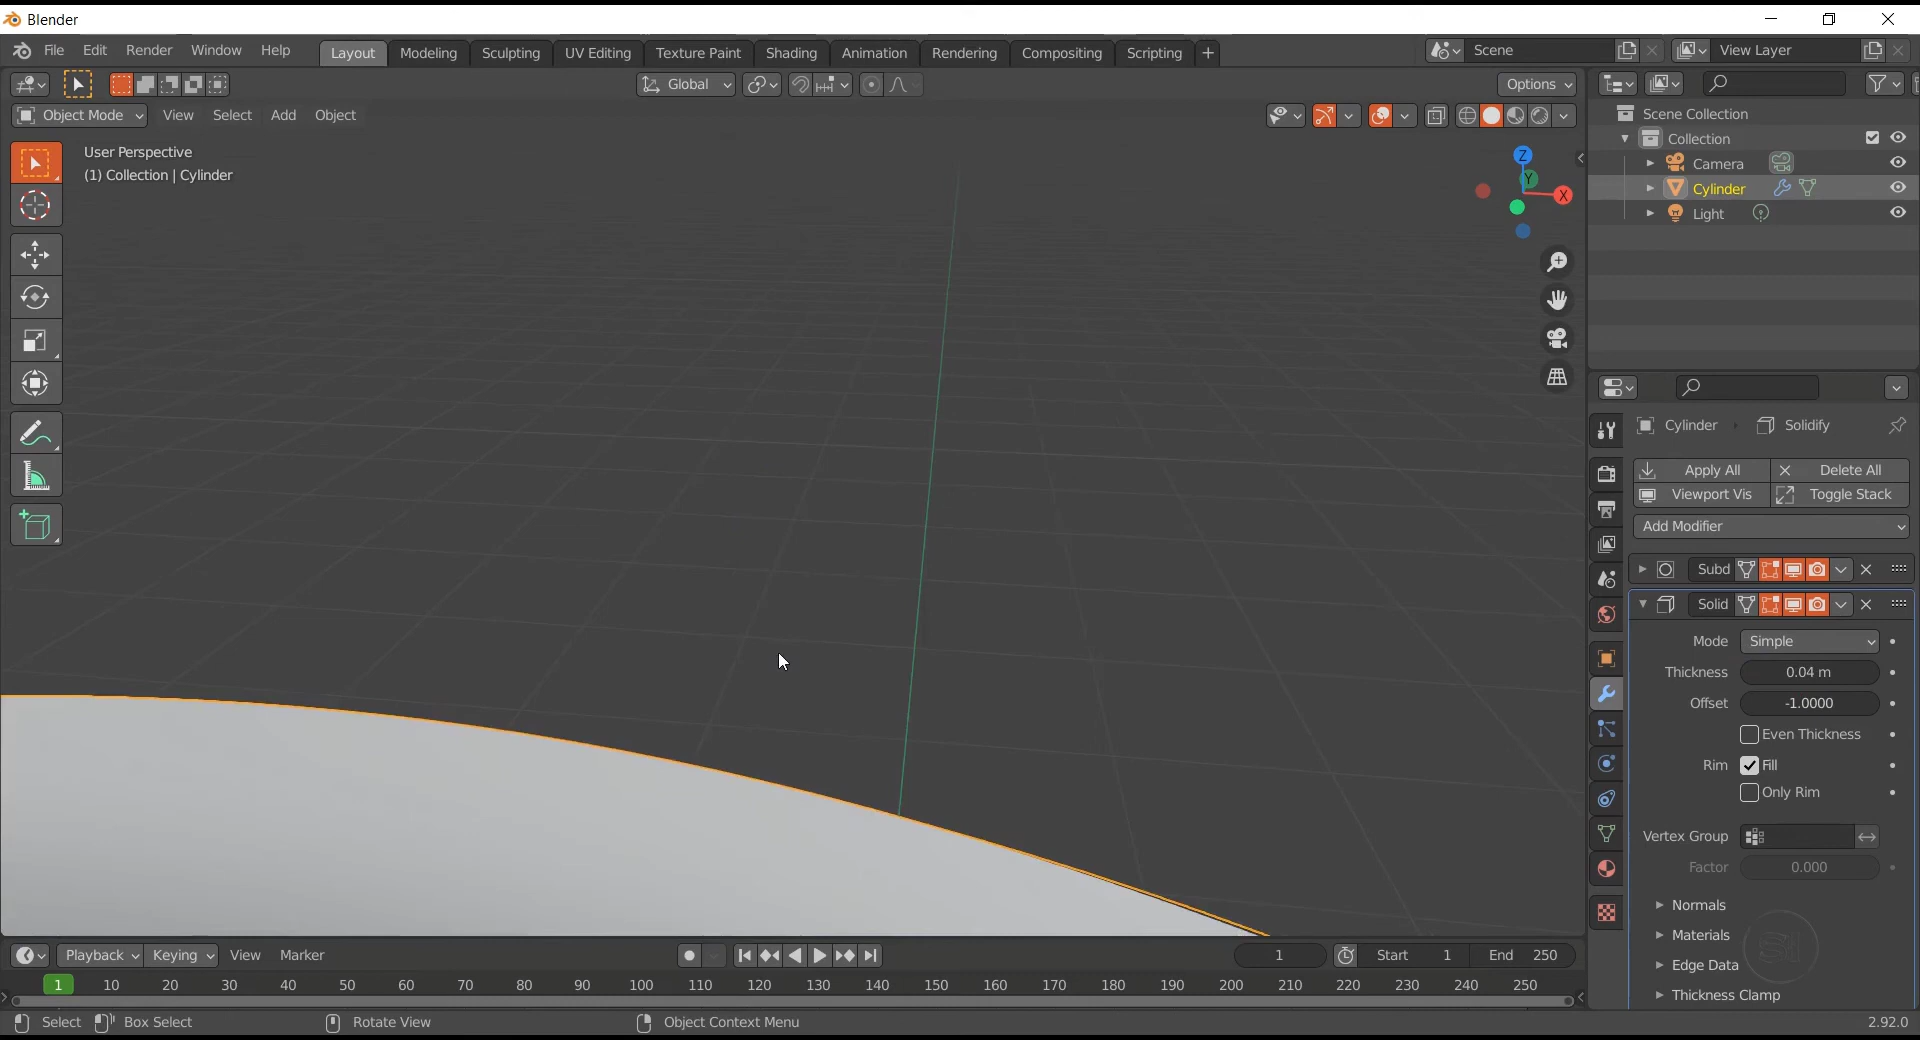 Blender
File Edit Render Window Help Layout Modeling Sculpting UV Editing Texture Paint Shading Animation Rendering Compositing Scripting + Scene View Layer
Global Options
Object Mode View Select Add Object
User Perspective
(1) Collection | Cylinder
Z
Y
X
Scene Collection
Collection
Camera
Cylinder
Light
Cylinder Solidify
Apply All Delete All
Viewport Vis Toggle Stack
Add Modifier
Subd
Solid
Mode Simple
Thickness 0.04 m
Offset -1.0000
Even Thickness
Rim Fill
Only Rim
Vertex Group
Factor 0.000
Normals
Materials
Edge Data
Thickness Clamp
Playback Keying View Marker 1 Start 1 End 250
1 10 20 30 40 50 60 70 80 90 100 110 120 130 140 150 160 170 180 190 200 210 220 230 240 250
Select Box Select Rotate View Object Context Menu 2.92.0